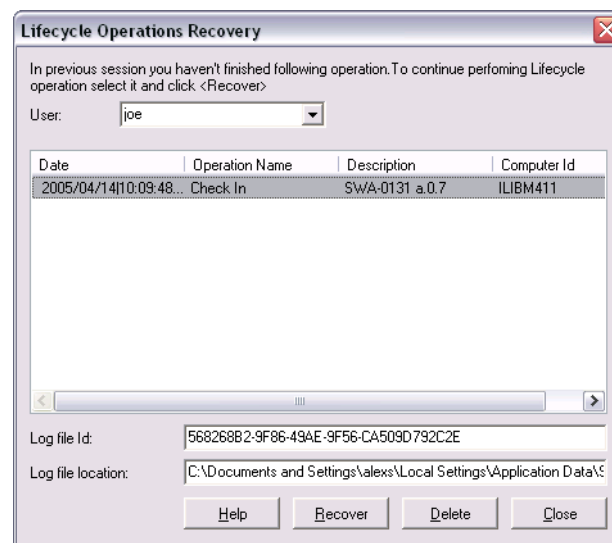 Lifecycle Operations Recovery
In previous session you haven't finished following operation.To continue perfoming Lifecycle
operation select it and click <Recover>
User: joe
Date Operation Name Description Computer Id
2005/04/14|10:09:48... Check In SWA-0131 a.0.7 ILIBM411
Log file Id: 568268B2-9F86-49AE-9F56-CA509D792C2E
Log file location: C:\Documents and Settings\alexs\Local Settings\Application Data\S
Help Recover Delete Close